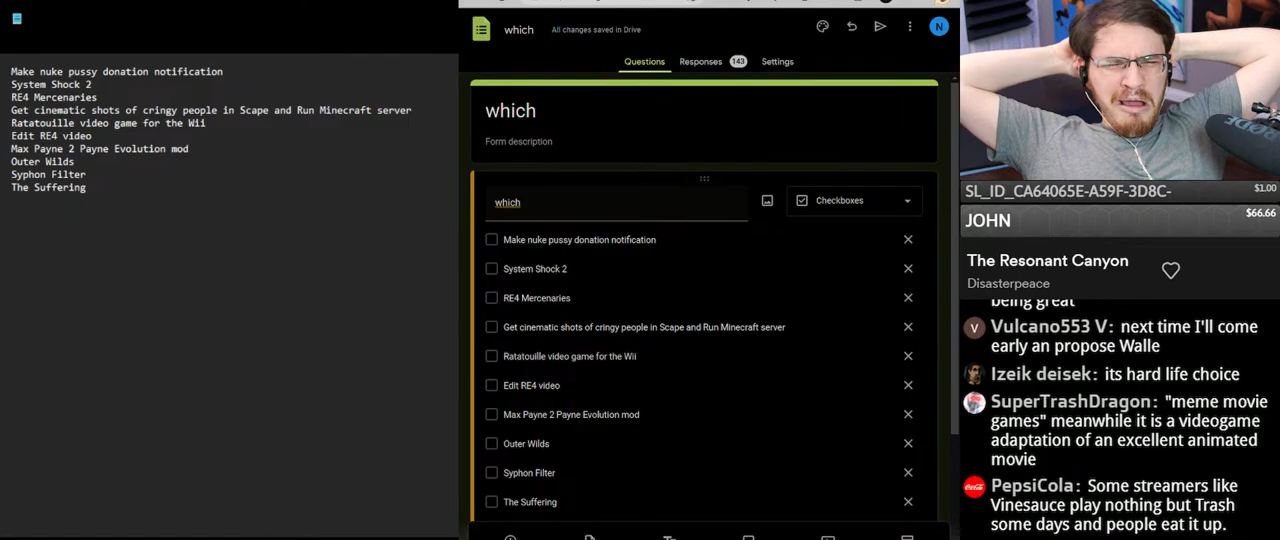 Make nuke pussy donation notification
System Shock 2
RE4 Mercenaries
Get cinematic shots of cringy people in Scape and Run Minecraft server
Ratatouille video game for the Wii
Edit RE4 video
Max Payne 2 Payne Evolution mod
Outer Wilds
Syphon Filter
The Suffering
which
All changes saved in Drive
N
Questions
Responses 143
Settings
which
Form description
which
Checkboxes
Make nuke pussy donation notification
System Shock 2
RE4 Mercenaries
Get cinematic shots of cringy people in Scape and Run Minecraft server
Ratatouille video game for the Wii
Edit RE4 video
Max Payne 2 Payne Evolution mod
Outer Wilds
Syphon Filter
The Suffering
RODE
SL_ID_CA64065E-A59F-3D8C- $1.00
JOHN $66.66
The Resonant Canyon
Disasterpeace
being great
V Vulcano553 V: next time I'll come
early an propose Walle
Izeik deisek: its hard life choice
SuperTrashDragon: "meme movie
games" meanwhile it is a videogame
adaptation of an excellent animated
movie
PepsiCola: Some streamers like
Vinesauce play nothing but Trash
some days and people eat it up.